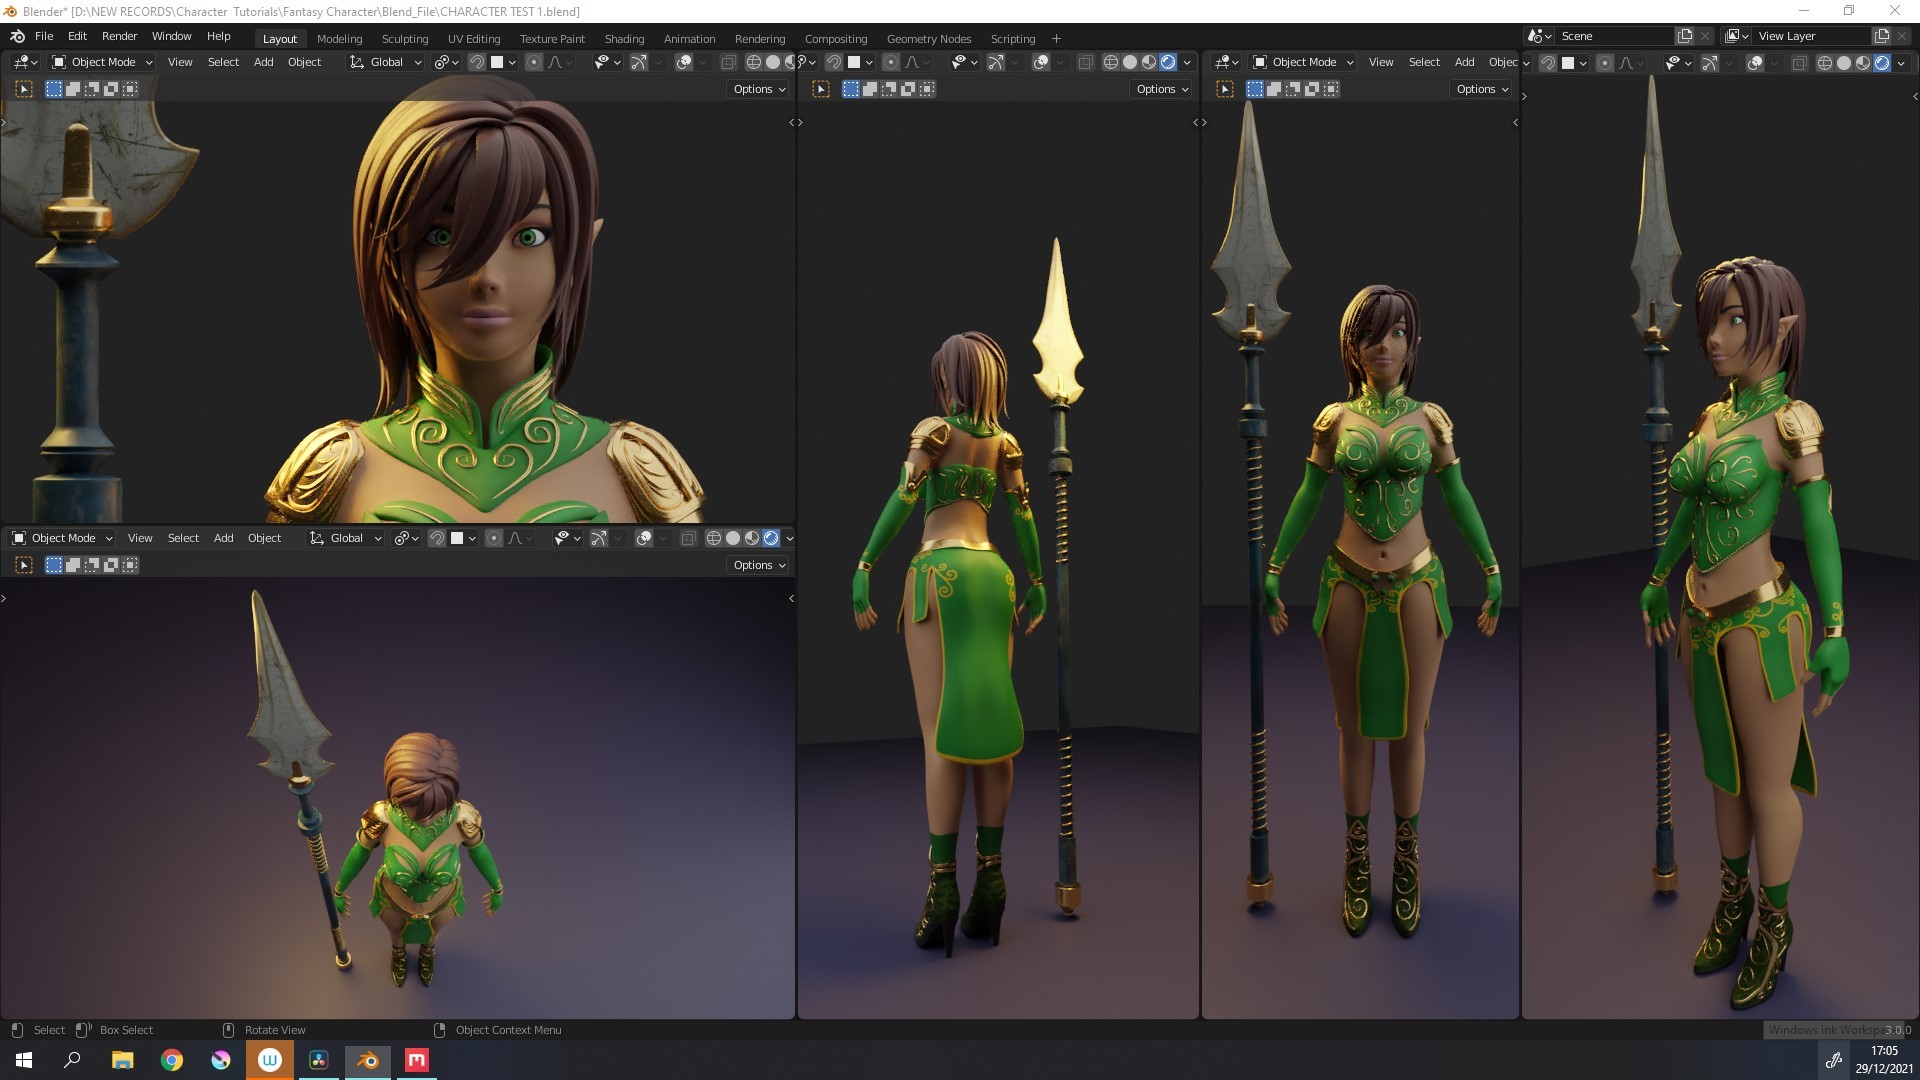 Blender* [D:\NEW RECORDS\Character  Tutorials\Fantasy Character\Blend_File\CHARACTER TEST 1.blend]
File Edit Render Window Help Layout Modeling Sculpting UV Editing Texture Paint Shading Animation Rendering Compositing Geometry Nodes Scripting + Scene View Layer
Object Mode View Select Add Object Global Object Mode View Select Add Objec
Options Options Options
Object Mode View Select Add Object Global
Options
Select Box Select Rotate View Object Context Menu 3.0.0
Windows Ink Workspa
17:05
29/12/2021